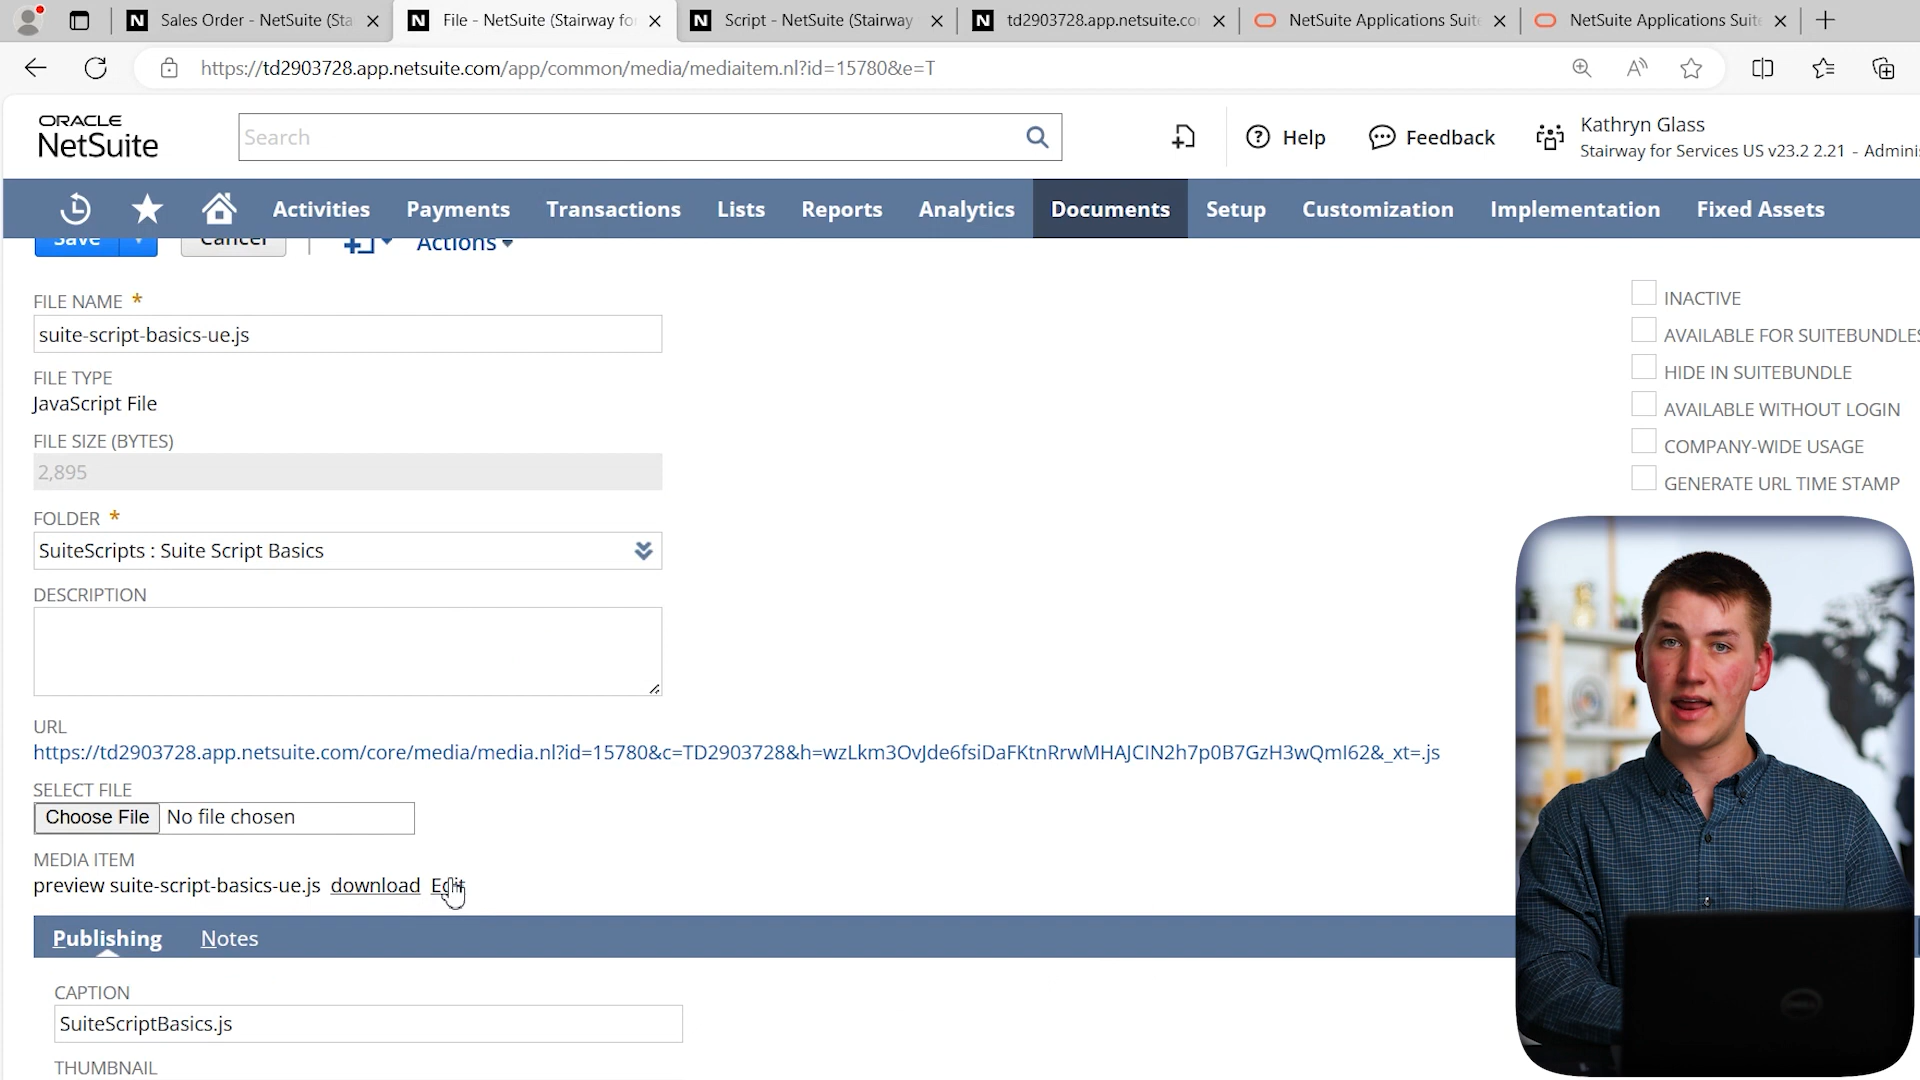 Sales Order - NetSuite (Sta
File - NetSuite (Stairway fo
Script - NetSuite (Stairway
td2903728.app.netsuite.co
NetSuite Applications Suite
NetSuite Applications Suite
https://td2903728.app.netsuite.com/app/common/media/mediaitem.nl?id=15780&e=T
ORACLE
NetSuite
Search
Help
Feedback
Kathryn Glass
Stairway for Services US v23.2 2.21 - Adminis
Activities
Payments
Transactions
Lists
Reports
Analytics
Documents
Setup
Customization
Implementation
Fixed Assets
Save
Cancel
Actions
FILE NAME *
suite-script-basics-ue.js
FILE TYPE
JavaScript File
FILE SIZE (BYTES)
2,895
FOLDER *
SuiteScripts : Suite Script Basics
DESCRIPTION
URL
https://td2903728.app.netsuite.com/core/media/media.nl?id=15780&c=TD2903728&h=wzLkm3OvJde6fsiDaFKtnRrwMHAJCIN2h7p0B7GzH3wQmI62&_xt=.js
SELECT FILE
Choose File No file chosen
MEDIA ITEM
preview suite-script-basics-ue.js download Edit
Publishing
Notes
CAPTION
SuiteScriptBasics.js
THUMBNAIL
INACTIVE
AVAILABLE FOR SUITEBUNDLES
HIDE IN SUITEBUNDLE
AVAILABLE WITHOUT LOGIN
COMPANY-WIDE USAGE
GENERATE URL TIME STAMP